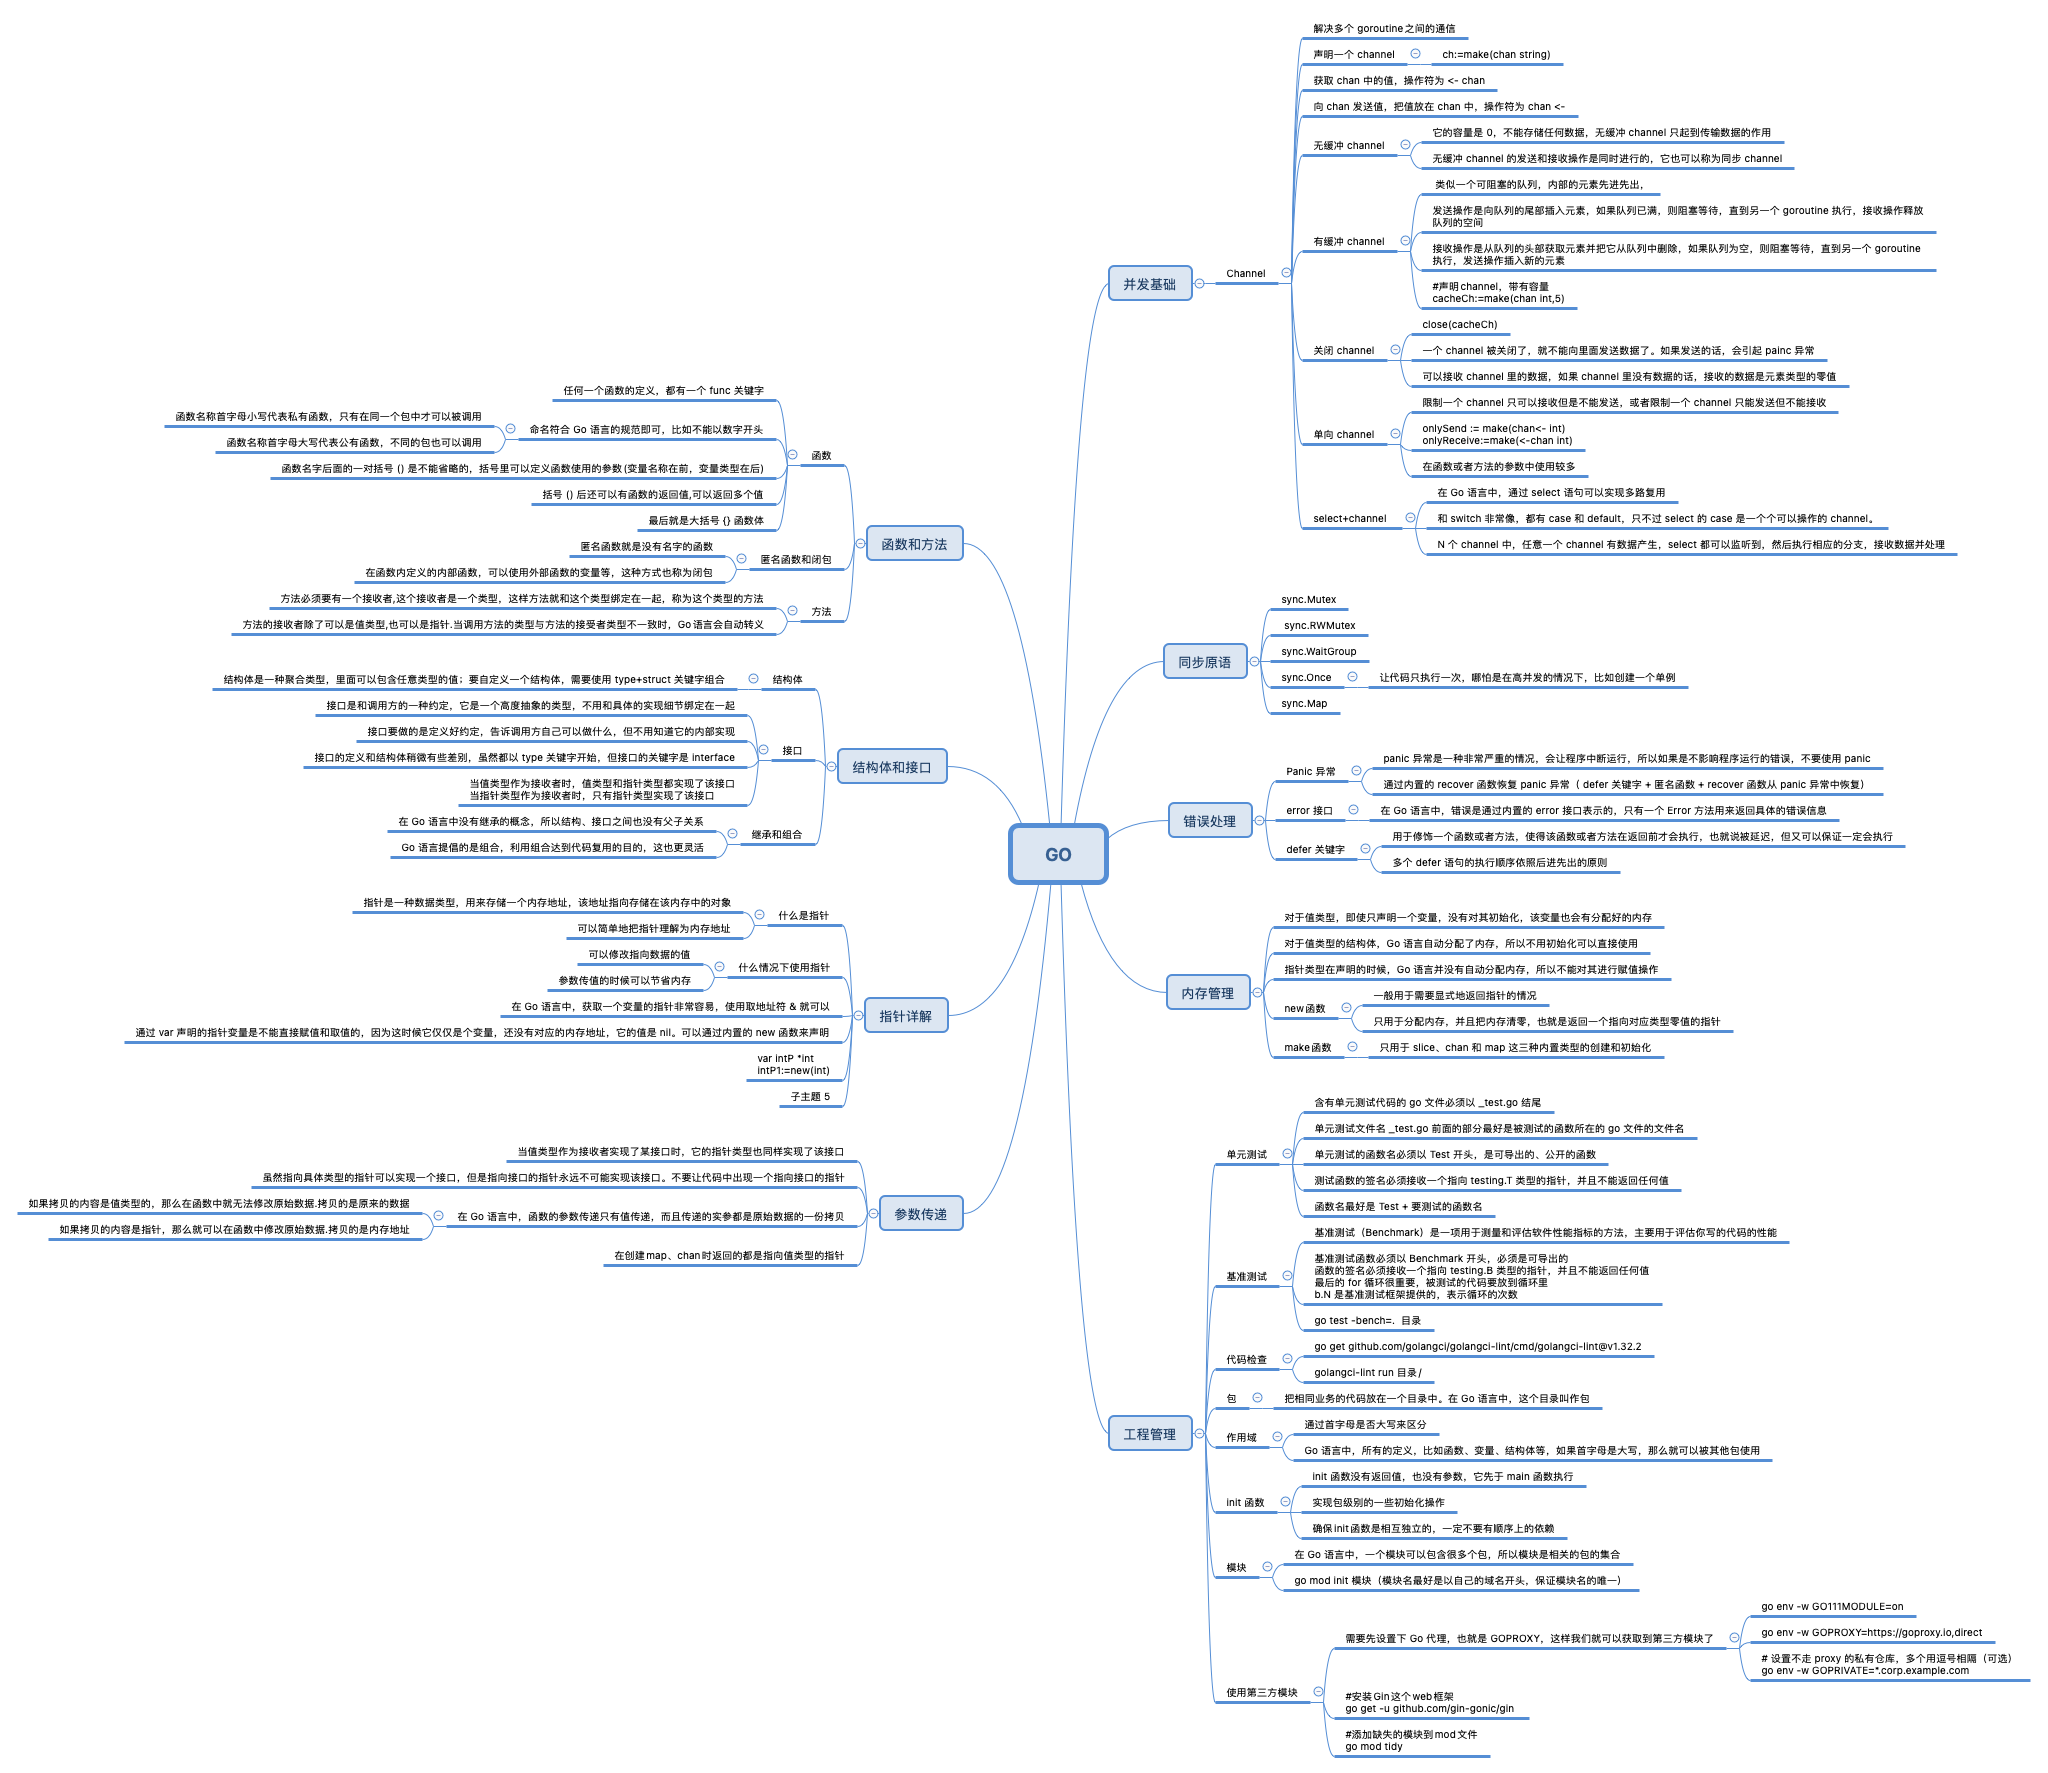 GO
并发基础
Channel
解决多个 goroutine 之间的通信
声明一个 channel
ch:=make(chan string)
获取 chan 中的值，操作符为 <- chan
向 chan 发送值，把值放在 chan 中，操作符为 chan <-
无缓冲 channel
它的容量是 0，不能存储任何数据，无缓冲 channel 只起到传输数据的作用
无缓冲 channel 的发送和接收操作是同时进行的，它也可以称为同步 channel
有缓冲 channel
类似一个可阻塞的队列，内部的元素先进先出，
发送操作是向队列的尾部插入元素，如果队列已满，则阻塞等待，直到另一个 goroutine 执行，接收操作释放
队列的空间
接收操作是从队列的头部获取元素并把它从队列中删除，如果队列为空，则阻塞等待，直到另一个 goroutine
执行，发送操作插入新的元素
#声明channel，带有容量
cacheCh:=make(chan int,5)
关闭 channel
close(cacheCh)
一个 channel 被关闭了，就不能向里面发送数据了。如果发送的话，会引起 painc 异常
可以接收 channel 里的数据，如果 channel 里没有数据的话，接收的数据是元素类型的零值
单向 channel
限制一个 channel 只可以接收但是不能发送，或者限制一个 channel 只能发送但不能接收
onlySend := make(chan<- int)
onlyReceive:=make(<-chan int)
在函数或者方法的参数中使用较多
select+channel
在 Go 语言中，通过 select 语句可以实现多路复用
和 switch 非常像，都有 case 和 default，只不过 select 的 case 是一个个可以操作的 channel。
N 个 channel 中，任意一个 channel 有数据产生，select 都可以监听到，然后执行相应的分支，接收数据并处理
同步原语
sync.Mutex
sync.RWMutex
sync.WaitGroup
sync.Once
让代码只执行一次，哪怕是在高并发的情况下，比如创建一个单例
sync.Map
错误处理
Panic 异常
panic 异常是一种非常严重的情况，会让程序中断运行，所以如果是不影响程序运行的错误，不要使用 panic
通过内置的 recover 函数恢复 panic 异常（ defer 关键字 + 匿名函数 + recover 函数从 panic 异常中恢复）
error 接口
在 Go 语言中，错误是通过内置的 error 接口表示的，只有一个 Error 方法用来返回具体的错误信息
defer 关键字
用于修饰一个函数或者方法，使得该函数或者方法在返回前才会执行，也就说被延迟，但又可以保证一定会执行
多个 defer 语句的执行顺序依照后进先出的原则
内存管理
对于值类型，即使只声明一个变量，没有对其初始化，该变量也会有分配好的内存
对于值类型的结构体，Go 语言自动分配了内存，所以不用初始化可以直接使用
指针类型在声明的时候，Go 语言并没有自动分配内存，所以不能对其进行赋值操作
new函数
一般用于需要显式地返回指针的情况
只用于分配内存，并且把内存清零，也就是返回一个指向对应类型零值的指针
make函数
只用于 slice、chan 和 map 这三种内置类型的创建和初始化
工程管理
单元测试
含有单元测试代码的 go 文件必须以 _test.go 结尾
单元测试文件名 _test.go 前面的部分最好是被测试的函数所在的 go 文件的文件名
单元测试的函数名必须以 Test 开头，是可导出的、公开的函数
测试函数的签名必须接收一个指向 testing.T 类型的指针，并且不能返回任何值
函数名最好是 Test + 要测试的函数名
基准测试
基准测试（Benchmark）是一项用于测量和评估软件性能指标的方法，主要用于评估你写的代码的性能
基准测试函数必须以 Benchmark 开头，必须是可导出的
函数的签名必须接收一个指向 testing.B 类型的指针，并且不能返回任何值
最后的 for 循环很重要，被测试的代码要放到循环里
b.N 是基准测试框架提供的，表示循环的次数
go test -bench=. 目录
代码检查
go get github.com/golangci/golangci-lint/cmd/golangci-lint@v1.32.2
golangci-lint run 目录/
包
把相同业务的代码放在一个目录中。在 Go 语言中，这个目录叫作包
作用域
通过首字母是否大写来区分
Go 语言中，所有的定义，比如函数、变量、结构体等，如果首字母是大写，那么就可以被其他包使用
init 函数
init 函数没有返回值，也没有参数，它先于 main 函数执行
实现包级别的一些初始化操作
确保init函数是相互独立的，一定不要有顺序上的依赖
模块
在 Go 语言中，一个模块可以包含很多个包，所以模块是相关的包的集合
go mod init 模块（模块名最好是以自己的域名开头，保证模块名的唯一）
使用第三方模块
需要先设置下 Go 代理，也就是 GOPROXY，这样我们就可以获取到第三方模块了
go env -w GO111MODULE=on
go env -w GOPROXY=https://goproxy.io,direct
# 设置不走 proxy 的私有仓库，多个用逗号相隔（可选）
go env -w GOPRIVATE=*.corp.example.com
#安装Gin这个web框架
go get -u github.com/gin-gonic/gin
#添加缺失的模块到mod文件
go mod tidy
函数和方法
函数
任何一个函数的定义，都有一个 func 关键字
命名符合 Go 语言的规范即可，比如不能以数字开头
函数名称首字母小写代表私有函数，只有在同一个包中才可以被调用
函数名称首字母大写代表公有函数，不同的包也可以调用
函数名字后面的一对括号 () 是不能省略的，括号里可以定义函数使用的参数(变量名称在前，变量类型在后)
括号 () 后还可以有函数的返回值,可以返回多个值
最后就是大括号 {} 函数体
匿名函数和闭包
匿名函数就是没有名字的函数
在函数内定义的内部函数，可以使用外部函数的变量等，这种方式也称为闭包
方法
方法必须要有一个接收者,这个接收者是一个类型，这样方法就和这个类型绑定在一起，称为这个类型的方法
方法的接收者除了可以是值类型,也可以是指针.当调用方法的类型与方法的接受者类型不一致时，Go语言会自动转义
结构体和接口
结构体
结构体是一种聚合类型，里面可以包含任意类型的值；要自定义一个结构体，需要使用 type+struct 关键字组合
接口
接口是和调用方的一种约定，它是一个高度抽象的类型，不用和具体的实现细节绑定在一起
接口要做的是定义好约定，告诉调用方自己可以做什么，但不用知道它的内部实现
接口的定义和结构体稍微有些差别，虽然都以 type 关键字开始，但接口的关键字是 interface
当值类型作为接收者时，值类型和指针类型都实现了该接口
当指针类型作为接收者时，只有指针类型实现了该接口
继承和组合
在 Go 语言中没有继承的概念，所以结构、接口之间也没有父子关系
Go 语言提倡的是组合，利用组合达到代码复用的目的，这也更灵活
指针详解
什么是指针
指针是一种数据类型，用来存储一个内存地址，该地址指向存储在该内存中的对象
可以简单地把指针理解为内存地址
什么情况下使用指针
可以修改指向数据的值
参数传值的时候可以节省内存
在 Go 语言中，获取一个变量的指针非常容易，使用取地址符 & 就可以
通过 var 声明的指针变量是不能直接赋值和取值的，因为这时候它仅仅是个变量，还没有对应的内存地址，它的值是 nil。可以通过内置的 new 函数来声明
var intP *int
intP1:=new(int)
子主题 5
参数传递
当值类型作为接收者实现了某接口时，它的指针类型也同样实现了该接口
虽然指向具体类型的指针可以实现一个接口，但是指向接口的指针永远不可能实现该接口。不要让代码中出现一个指向接口的指针
在 Go 语言中，函数的参数传递只有值传递，而且传递的实参都是原始数据的一份拷贝
如果拷贝的内容是值类型的，那么在函数中就无法修改原始数据.拷贝的是原来的数据
如果拷贝的内容是指针，那么就可以在函数中修改原始数据.拷贝的是内存地址
在创建map、chan时返回的都是指向值类型的指针